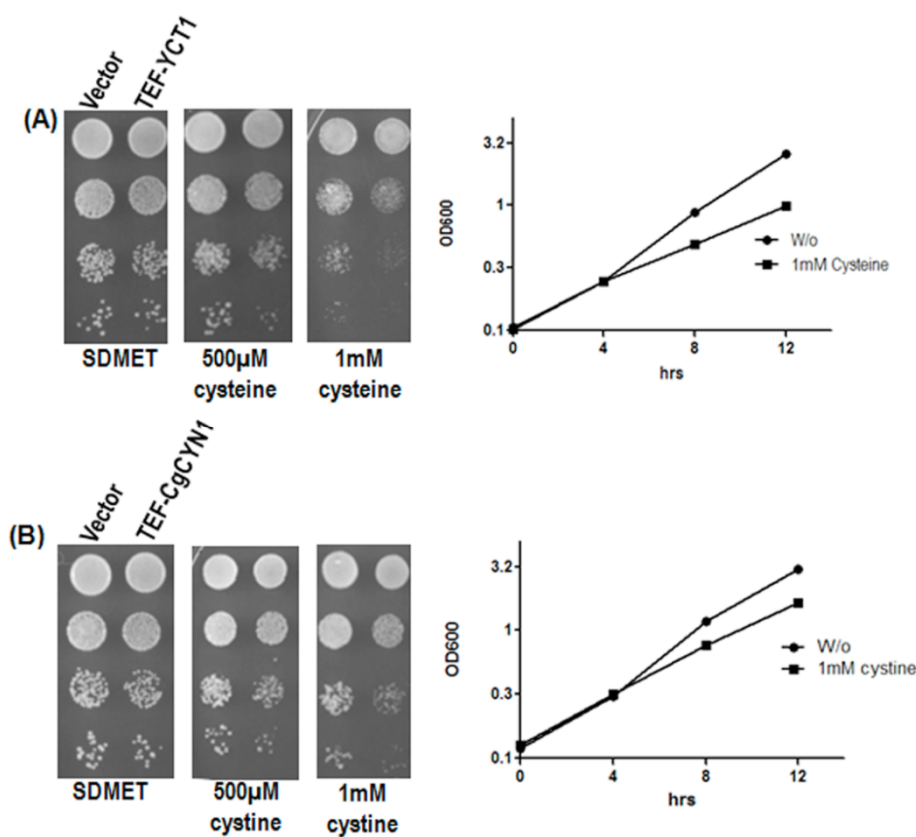 (A)
Vector
TEF-YCT1
SDMET
500µM
cysteine
1mM
cysteine
OD600
3.2
1
0.3
0.1
0
4
8
12
hrs
W/o
1mM Cysteine
(B)
Vector
TEF-CgCYN1
SDMET
500µM
cystine
1mM
cystine
OD600
3.2
1
0.3
0.1
0
4
8
12
hrs
W/o
1mM cystine